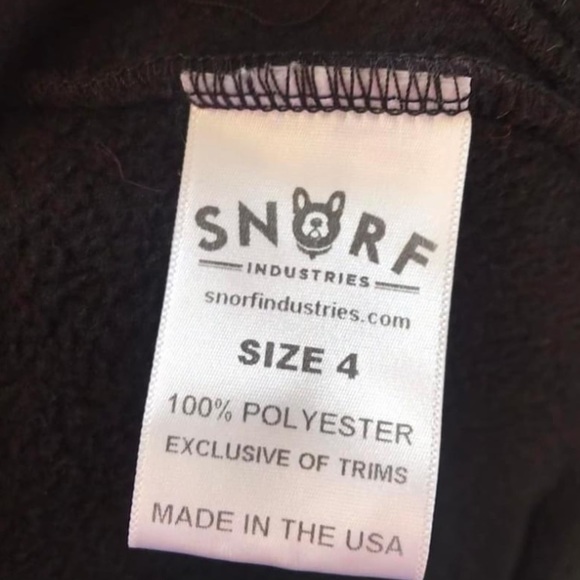 SNORF
INDUSTRIES
snorfindustries.com
SIZE 4
100% POLYESTER
EXCLUSIVE OF TRIMS
MADE IN THE USA